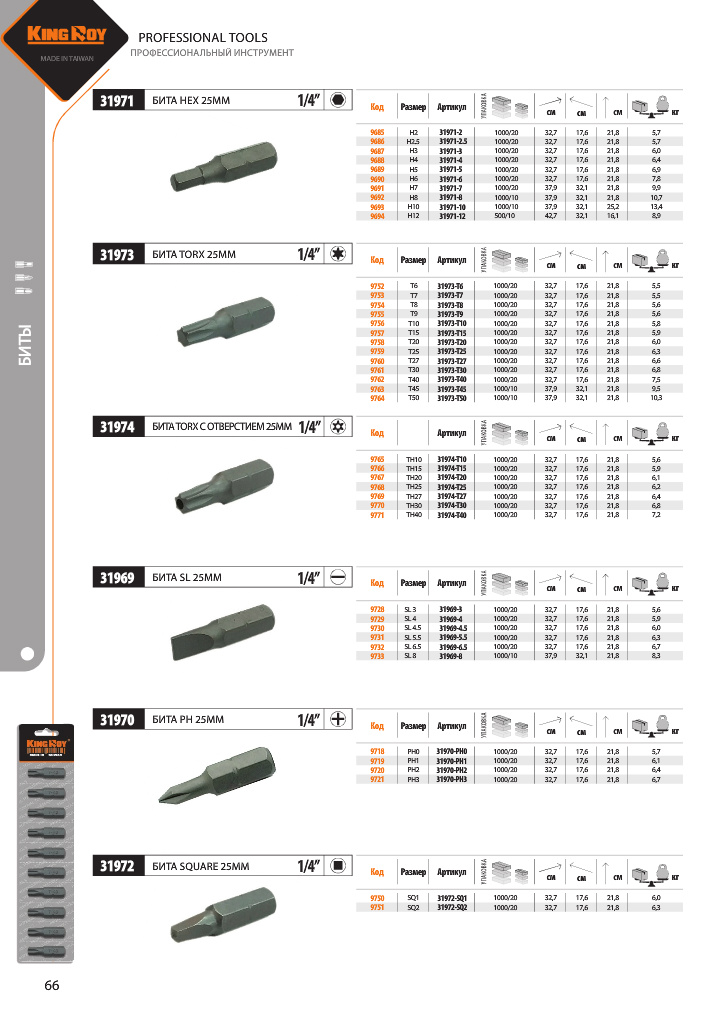 KING ROY
MADE IN TAIWAN
PROFESSIONAL TOOLS
ПРОФЕССИОНАЛЬНЫЙ ИНСТРУМЕНТ
БИТЫ
31971 БИТА HEX 25ММ 1/4”
Код Размер Артикул УПАКОВКА СМ СМ СМ КГ
9685 H2 31971-2 1000/20 32,7 17,6 21,8 5,7
9686 H2,5 31971-2.5 1000/20 32,7 17,6 21,8 5,7
9687 H3 31971-3 1000/20 32,7 17,6 21,8 6,0
9688 H4 31971-4 1000/20 32,7 17,6 21,8 6,4
9689 H5 31971-5 1000/20 32,7 17,6 21,8 6,9
9690 H6 31971-6 1000/20 32,7 17,6 21,8 7,8
9691 H7 31971-7 1000/10 37,9 32,1 21,8 9,9
9692 H8 31971-8 1000/10 37,9 32,1 21,8 10,7
9693 H10 31971-10 1000/10 37,9 32,1 25,2 13,4
9694 H12 31971-12 500/10 42,7 32,1 16,1 8,9
31973 БИТА TORX 25ММ 1/4”
Код Размер Артикул УПАКОВКА СМ СМ СМ КГ
9752 T6 31973-T6 1000/20 32,7 17,6 21,8 5,5
9753 T7 31973-T7 1000/20 32,7 17,6 21,8 5,5
9754 T8 31973-T8 1000/20 32,7 17,6 21,8 5,6
9755 T9 31973-T9 1000/20 32,7 17,6 21,8 5,6
9756 T10 31973-T10 1000/20 32,7 17,6 21,8 5,8
9757 T15 31973-T15 1000/20 32,7 17,6 21,8 5,9
9758 T20 31973-T20 1000/20 32,7 17,6 21,8 6,0
9759 T25 31973-T25 1000/20 32,7 17,6 21,8 6,3
9760 T27 31973-T27 1000/20 32,7 17,6 21,8 6,6
9761 T30 31973-T30 1000/20 32,7 17,6 21,8 6,8
9762 T40 31973-T40 1000/20 32,7 17,6 21,8 7,5
9763 T45 31973-T45 1000/10 37,9 32,1 21,8 9,5
9764 T50 31973-T50 1000/10 37,9 32,1 21,8 10,3
31974 БИТА TORX С ОТВЕРСТИЕМ 25ММ 1/4”
Код Артикул УПАКОВКА СМ СМ СМ КГ
9765 TH10 31974-T10 1000/20 32,7 17,6 21,8 5,6
9766 TH15 31974-T15 1000/20 32,7 17,6 21,8 5,9
9767 TH20 31974-T20 1000/20 32,7 17,6 21,8 6,1
9768 TH25 31974-T25 1000/20 32,7 17,6 21,8 6,2
9769 TH27 31974-T27 1000/20 32,7 17,6 21,8 6,4
9770 TH30 31974-T30 1000/20 32,7 17,6 21,8 6,8
9771 TH40 31974-T40 1000/20 32,7 17,6 21,8 7,2
31969 БИТА SL 25ММ 1/4”
Код Размер Артикул УПАКОВКА СМ СМ СМ КГ
9728 SL 3 31969-3 1000/20 32,7 17,6 21,8 5,6
9729 SL 4 31969-4 1000/20 32,7 17,6 21,8 5,9
9730 SL 4.5 31969-4.5 1000/20 32,7 17,6 21,8 6,0
9731 SL 5.5 31969-5.5 1000/20 32,7 17,6 21,8 6,3
9732 SL 6.5 31969-6.5 1000/20 32,7 17,6 21,8 6,7
9733 SL 8 31969-8 1000/10 37,9 32,1 21,8 8,3
31970 БИТА PH 25ММ 1/4”
Код Размер Артикул УПАКОВКА СМ СМ СМ КГ
9718 PH0 31970-PH0 1000/20 32,7 17,6 21,8 5,7
9719 PH1 31970-PH1 1000/20 32,7 17,6 21,8 6,1
9720 PH2 31970-PH2 1000/20 32,7 17,6 21,8 6,4
9721 PH3 31970-PH3 1000/20 32,7 17,6 21,8 6,7
KING ROY
MADE IN TAIWAN
31972 БИТА SQUARE 25ММ 1/4”
Код Размер Артикул УПАКОВКА СМ СМ СМ КГ
9750 SQ1 31972-SQ1 1000/20 32,7 17,6 21,8 6,0
9751 SQ2 31972-SQ2 1000/20 32,7 17,6 21,8 6,3
66